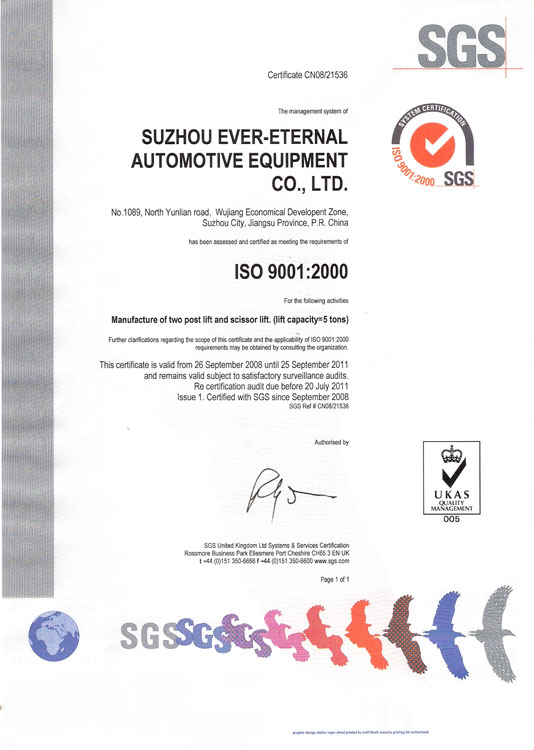 SGS
Certificate CN08/21536
The management system of
SUZHOU EVER-ETERNAL
AUTOMOTIVE EQUIPMENT
CO., LTD.
SYSTEM CERTIFICATION
ISO 9001:2000
SGS
No.1089, North Yunlian road, Wujiang Economical Developent Zone,
Suzhou City, Jiangsu Province, P.R. China
has been assessed and certified as meeting the requirements of
ISO 9001:2000
For the following activities
Manufacture of two post lift and scissor lift. (lift capacity=5 tons)
Further clarifications regarding the scope of this certificate and the applicability of ISO 9001:2000
requirements may be obtained by consulting the organization.
This certificate is valid from 26 September 2008 until 25 September 2011
and remains valid subject to satisfactory surveillance audits.
Re certification audit due before 20 July 2011
Issue 1. Certified with SGS since September 2008
SGS Ref # CN08/21536
Authorised by
UKAS
QUALITY
MANAGEMENT
005
SGS United Kingdom Ltd Systems & Services Certification
Rossmore Business Park Ellesmere Port Cheshire CH65 3 EN UK
t +44 (0)151 350-6666 f +44 (0)151 350-6600 www.sgs.com
Page 1 of 1
SGS SGS SGS SGS